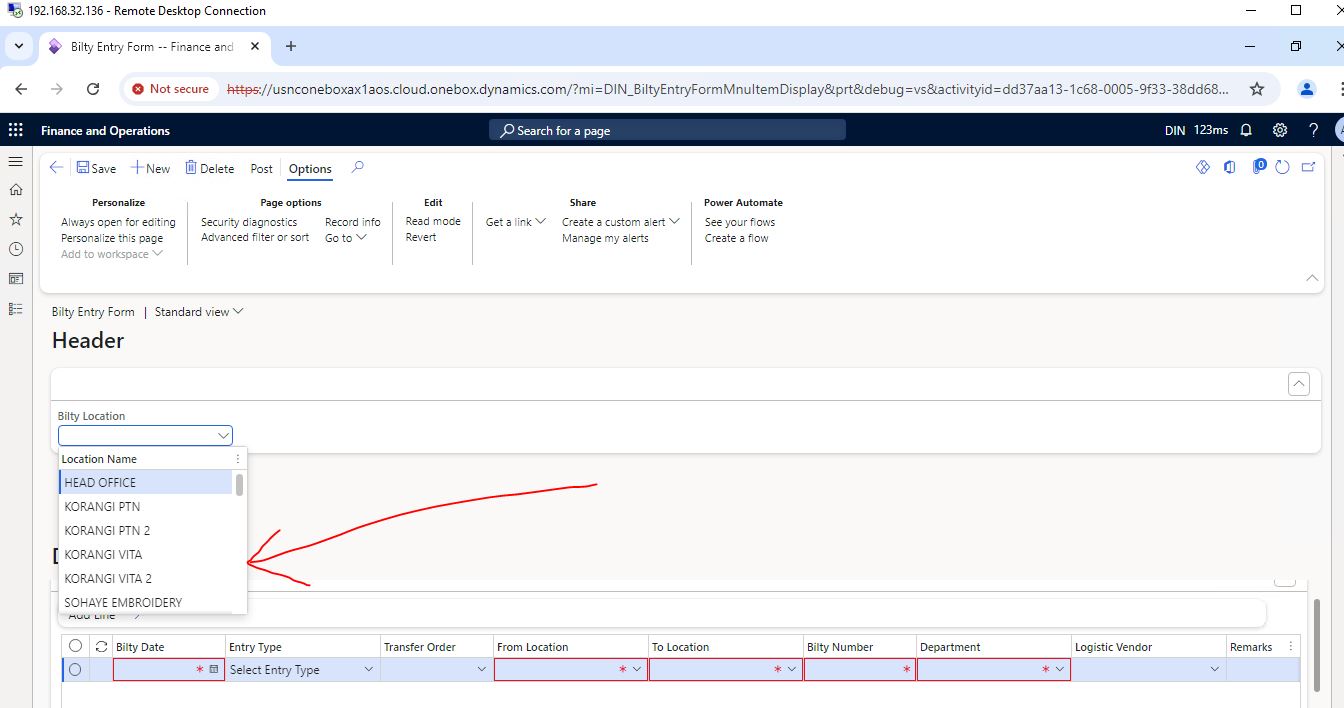 192.168.32.136 - Remote Desktop Connection
Bilty Entry Form -- Finance and
Not secure https://usnconeboxax1aos.cloud.onebox.dynamics.com/?mi=DIN_BiltyEntryFormMnuItemDisplay&prt&debug=vs&activityid=dd37aa13-1c68-0005-9f33-38dd68...
Finance and Operations Search for a page DIN 123ms
Save New Delete Post Options 0
Personalize Page options Edit Share Power Automate
Always open for editing Security diagnostics Record info Read mode Get a link Create a custom alert See your flows
Personalize this page Advanced filter or sort Go to Revert Manage my alerts Create a flow
Add to workspace
Bilty Entry Form | Standard view
Header
Bilty Location
Location Name
HEAD OFFICE
KORANGI PTN
KORANGI PTN 2
KORANGI VITA
KORANGI VITA 2
SOHAYE EMBROIDERY
Add Line
Bilty Date Entry Type Transfer Order From Location To Location Bilty Number Department Logistic Vendor Remarks
* Select Entry Type * * * *